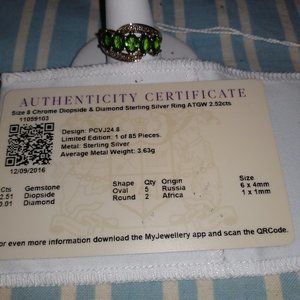 AUTHENTICITY CERTIFICATE
Size 8 Chrome Diopside & Diamond Sterling Silver Ring ATGW 2.52cts
11059103
Design: PCVJ24.8
Limited Edition: 1 of 85 Pieces.
Metal: Sterling Silver
Average Metal Weight: 3.63g
12/09/2016
Cts Gemstone Shape Qty Origin Size
2.51 Diopside Oval 5 Russia 6 x 4mm
0.01 Diamond Round 2 Africa 1 x 1mm
For even more information download the MyJewellery app and scan the QRCode.